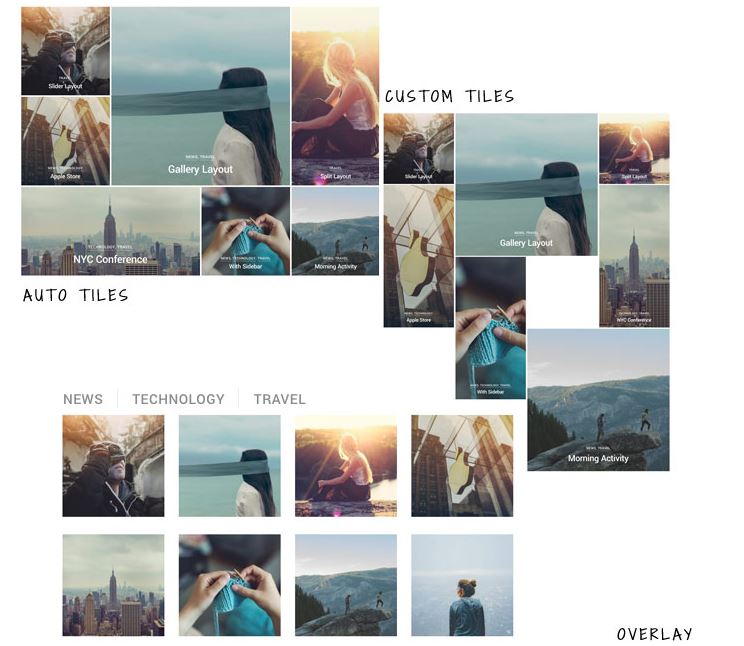 TRAVEL
Slider Layout
NEWS, TECHNOLOGY
Apple Store
NEWS, TRAVEL
Gallery Layout
TRAVEL
Split Layout
TECHNOLOGY, TRAVEL
NYC Conference
NEWS, TECHNOLOGY, TRAVEL
With Sidebar
NEWS, TRAVEL
Morning Activity
AUTO TILES
CUSTOM TILES
TRAVEL
Slider Layout
NEWS, TRAVEL
Gallery Layout
TRAVEL
Split Layout
NEWS, TECHNOLOGY
Apple Store
TECHNOLOGY, TRAVEL
NYC Conference
NEWS, TECHNOLOGY, TRAVEL
With Sidebar
NEWS, TRAVEL
Morning Activity
NEWS TECHNOLOGY TRAVEL
OVERLAY